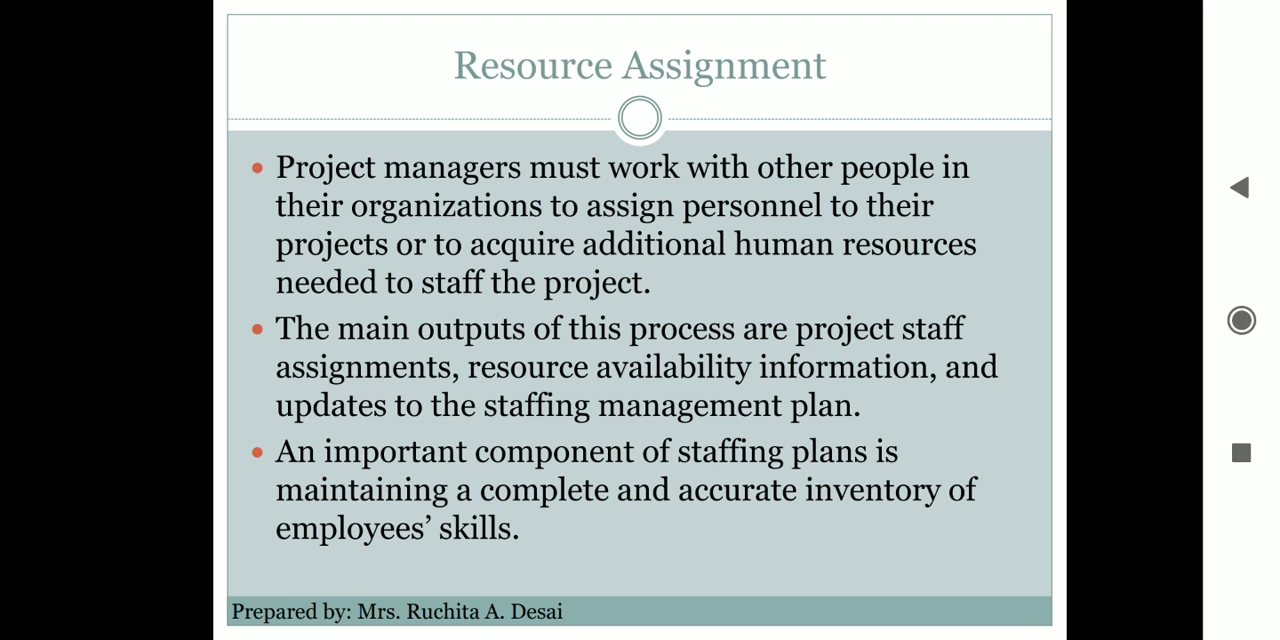 Resource Assignment
Project managers must work with other people in
their organizations to assign personnel to their
projects or to acquire additional human resources
needed to staff the project.
The main outputs of this process are project staff
assignments, resource availability information, and
updates to the staffing management plan.
An important component of staffing plans is
maintaining a complete and accurate inventory of
employees’ skills.
Prepared by: Mrs. Ruchita A. Desai